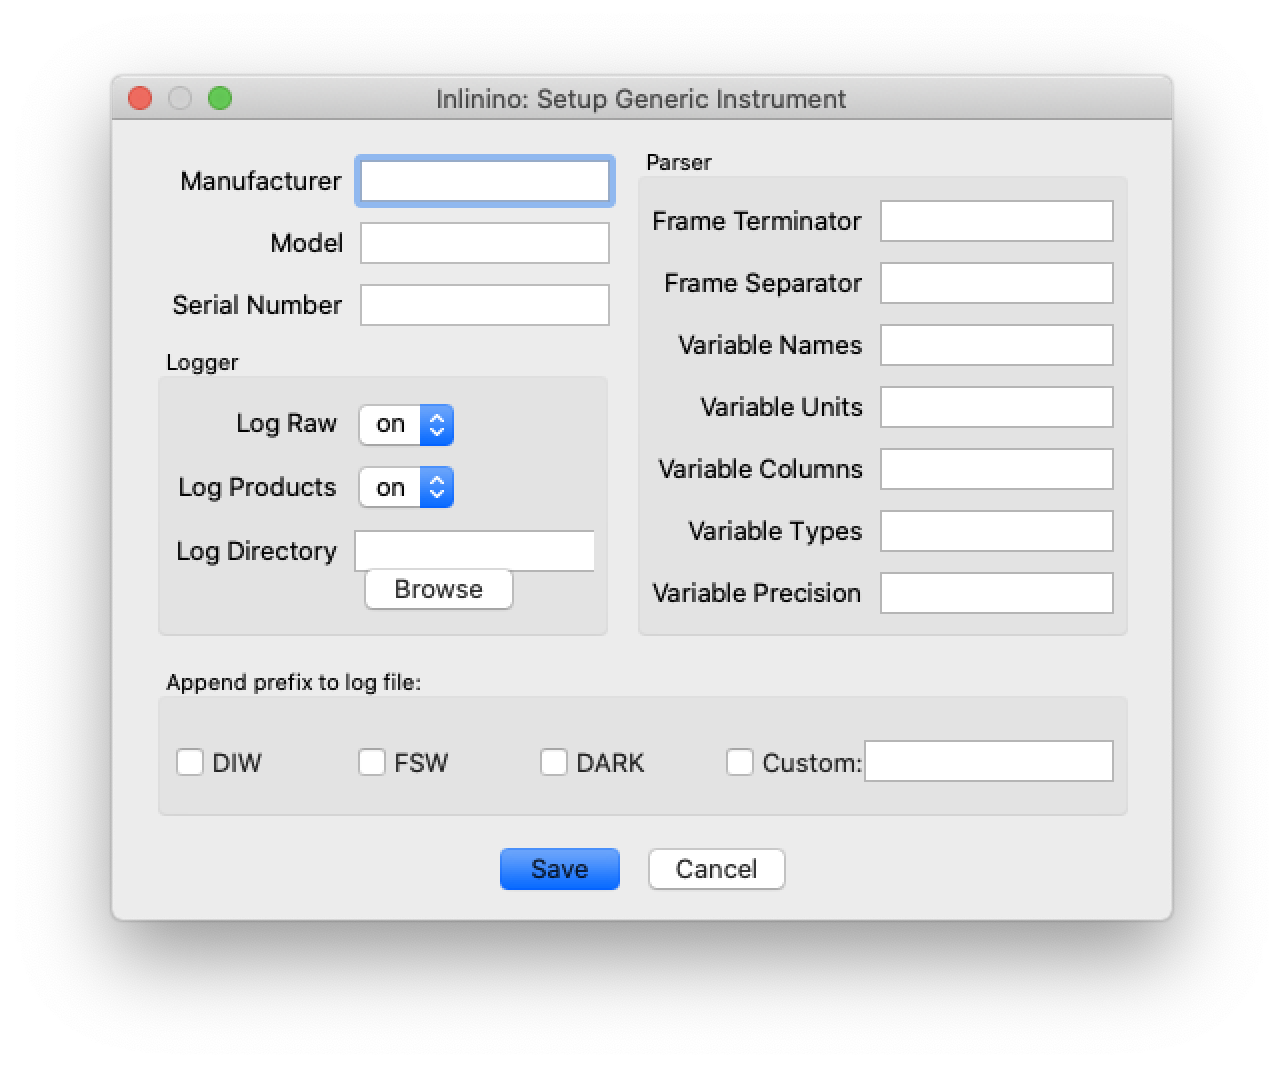 Inlinino: Setup Generic Instrument
Manufacturer
Model
Serial Number
Logger
Log Raw on
Log Products on
Log Directory
Browse
Parser
Frame Terminator
Frame Separator
Variable Names
Variable Units
Variable Columns
Variable Types
Variable Precision
Append prefix to log file:
DIW FSW DARK Custom:
Save Cancel